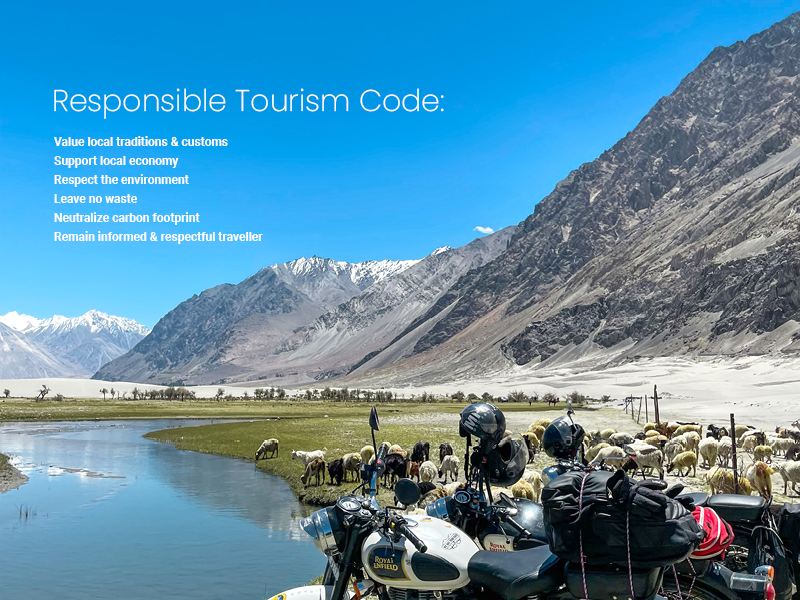 Responsible Tourism Code:
Value local traditions & customs
Support local economy
Respect the environment
Leave no waste
Neutralize carbon footprint
Remain informed & respectful traveller
ROYAL
ENFIELD